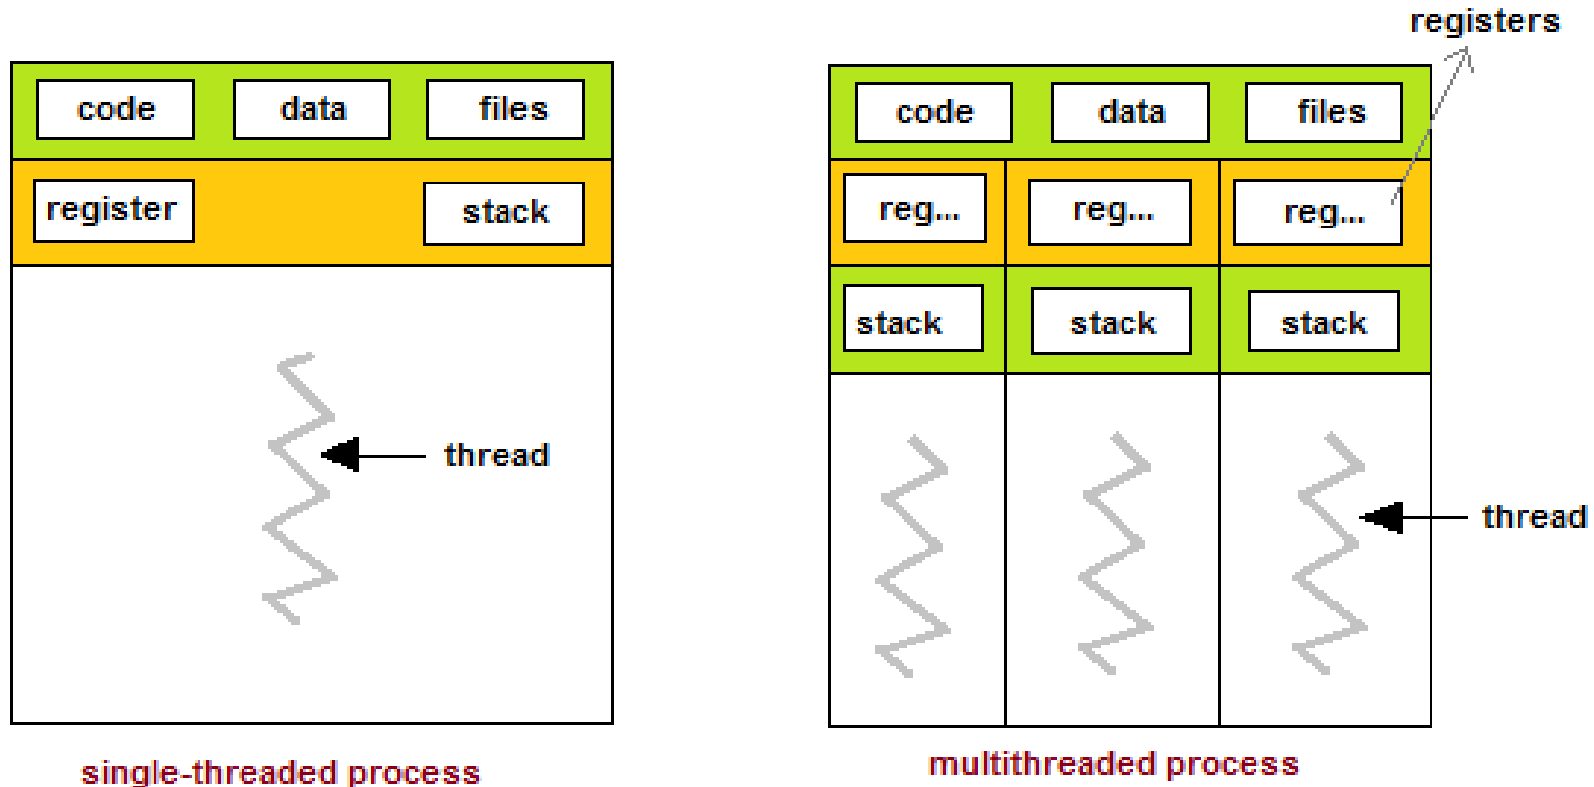 registers
code data files
register stack
thread
single-threaded process
code data files
reg... reg... reg...
stack stack stack
thread
multithreaded process